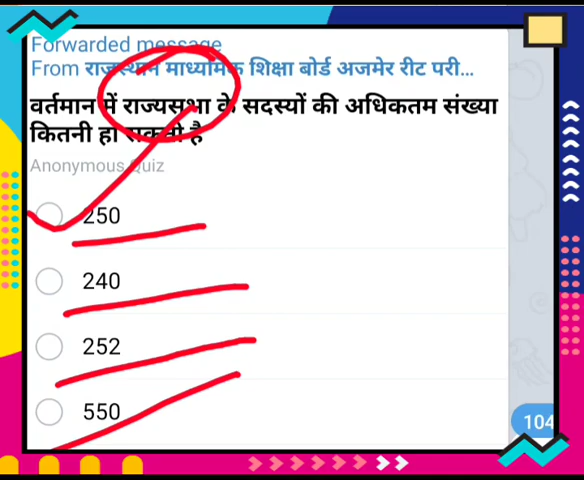 Forwarded message
From राजस्थान माध्यमिक शिक्षा बोर्ड अजमेर रीट परी...
वर्तमान में राज्यसभा के सदस्यों की अधिकतम संख्या
कितनी हो सकती है
Anonymous Quiz
250
240
252
550
104